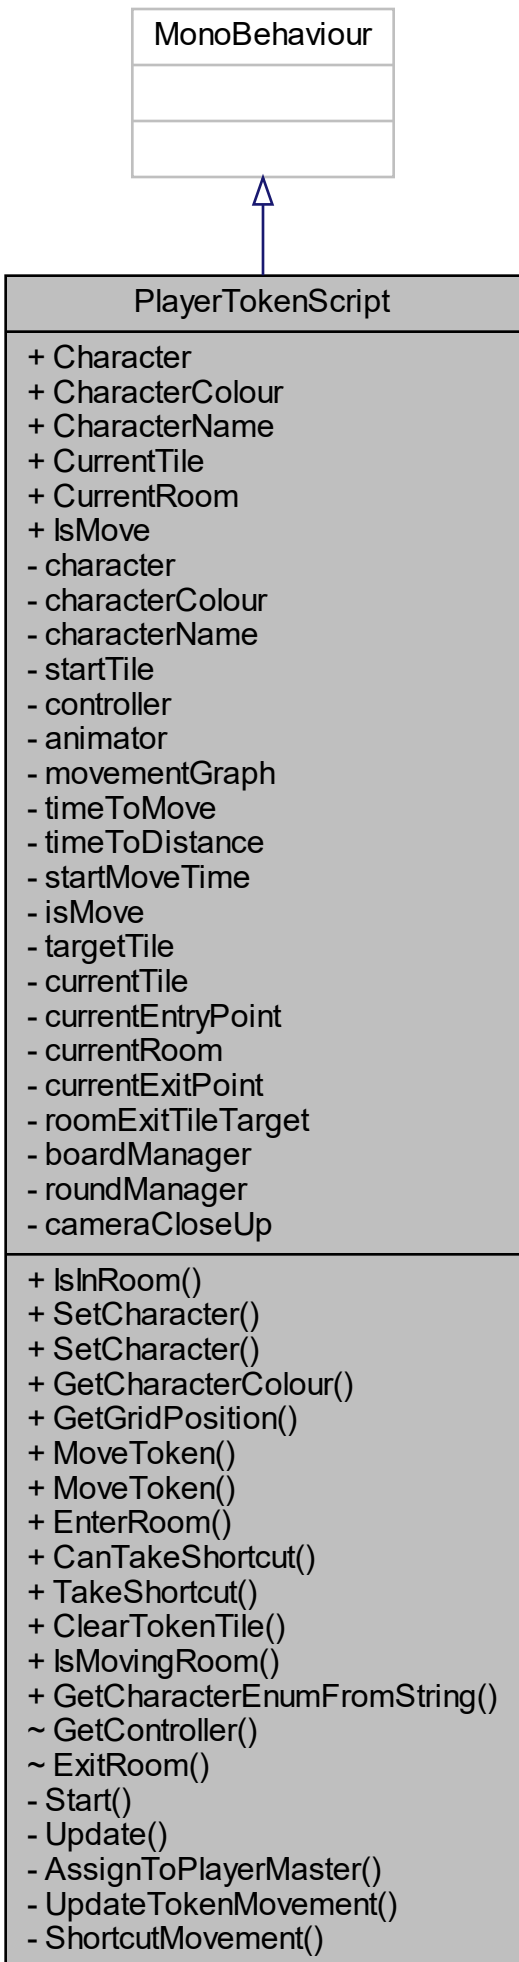 MonoBehaviour
PlayerTokenScript
+ Character
+ CharacterColour
+ CharacterName
+ CurrentTile
+ CurrentRoom
+ IsMove
- character
- characterColour
- characterName
- startTile
- controller
- animator
- movementGraph
- timeToMove
- timeToDistance
- startMoveTime
- isMove
- targetTile
- currentTile
- currentEntryPoint
- currentRoom
- currentExitPoint
- roomExitTileTarget
- boardManager
- roundManager
- cameraCloseUp
+ IsInRoom()
+ SetCharacter()
+ SetCharacter()
+ GetCharacterColour()
+ GetGridPosition()
+ MoveToken()
+ MoveToken()
+ EnterRoom()
+ CanTakeShortcut()
+ TakeShortcut()
+ ClearTokenTile()
+ IsMovingRoom()
+ GetCharacterEnumFromString()
~ GetController()
~ ExitRoom()
- Start()
- Update()
- AssignToPlayerMaster()
- UpdateTokenMovement()
- ShortcutMovement()